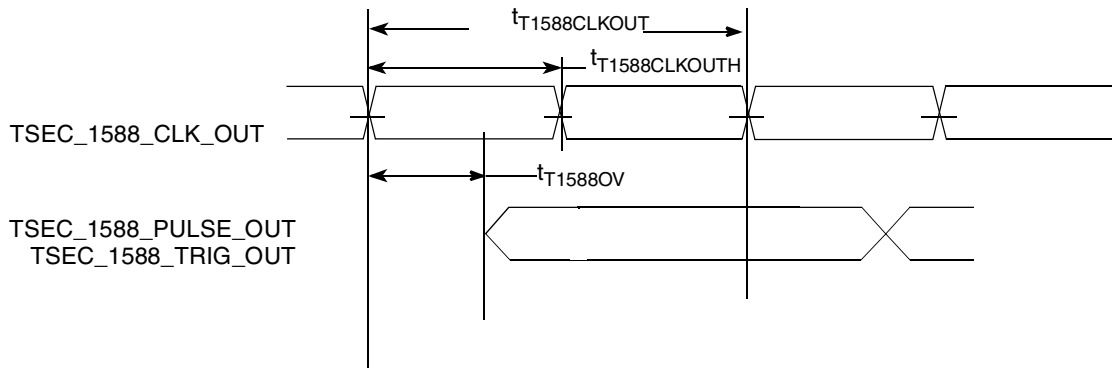 tT1588CLKOUT
tT1588CLKOUTH
TSEC_1588_CLK_OUT
tT1588OV
TSEC_1588_PULSE_OUT
TSEC_1588_TRIG_OUT